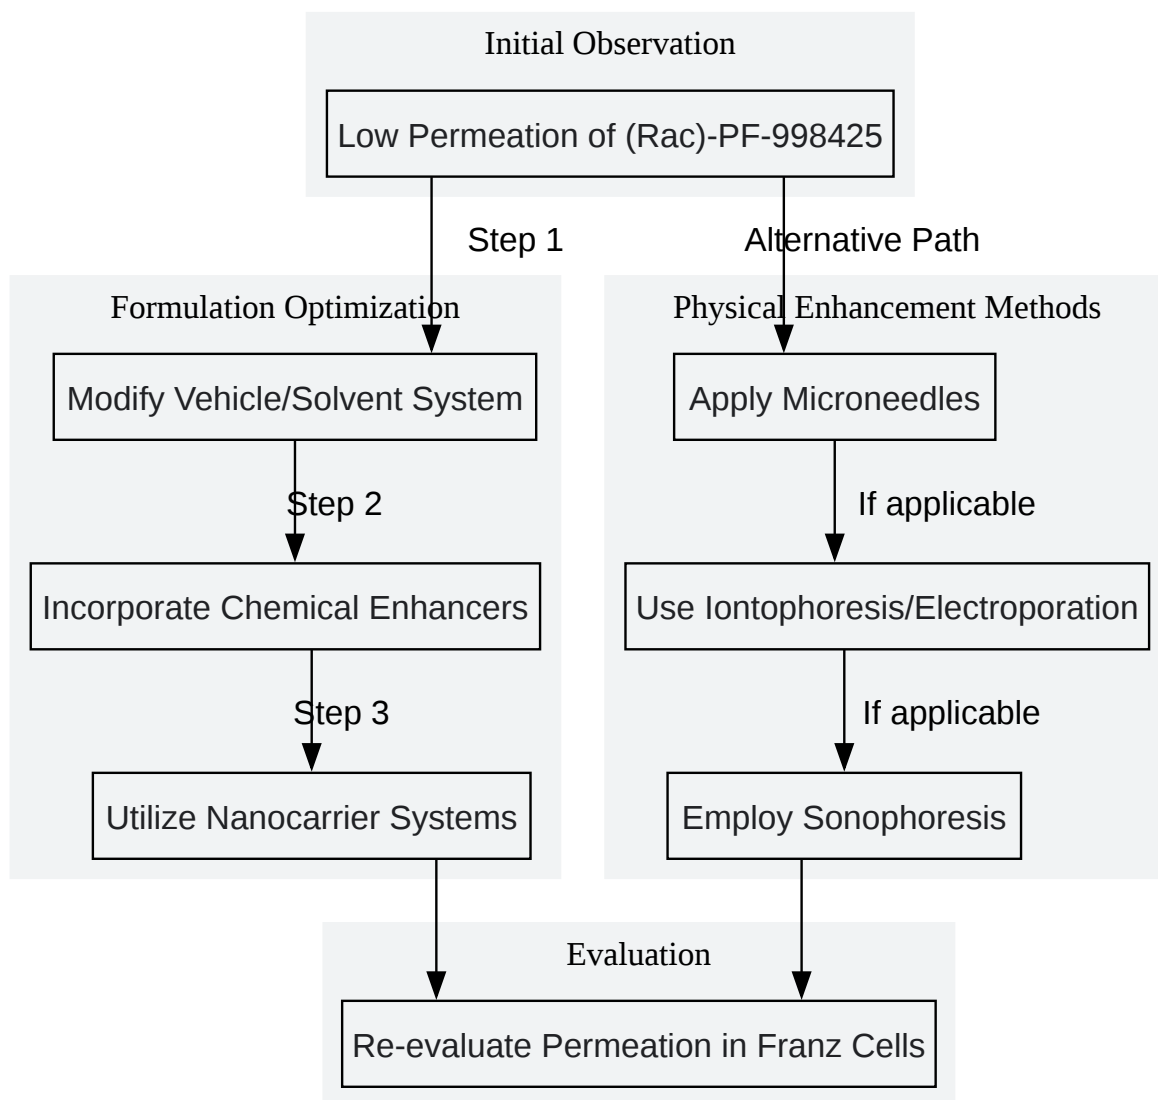 Initial Observation
Low Permeation of (Rac)-PF-998425
Step 1
Alternative Path
Formulation Optimization
Physical Enhancement Methods
Modify Vehicle/Solvent System
Apply Microneedles
Step 2
If applicable
Incorporate Chemical Enhancers
Use Iontophoresis/Electroporation
Step 3
If applicable
Utilize Nanocarrier Systems
Employ Sonophoresis
Evaluation
Re-evaluate Permeation in Franz Cells